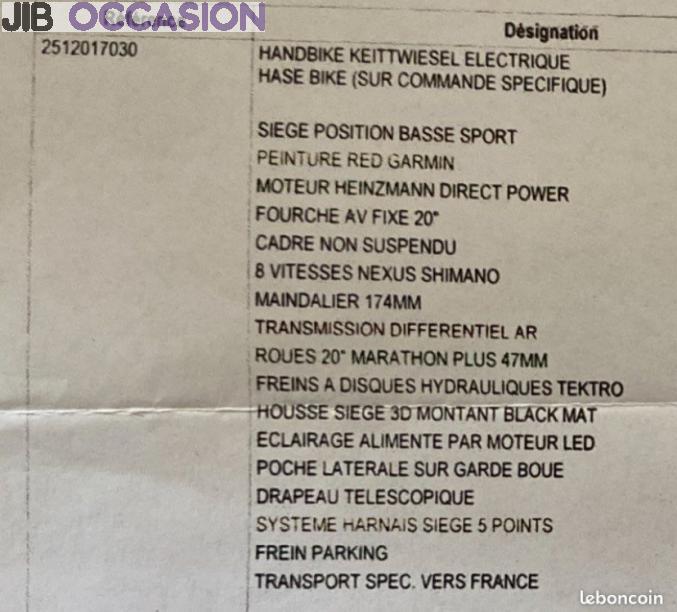 JIB OCCASION
Référence
Désignation
2512017030
HANDBIKE KEITTWIESEL ELECTRIQUE
HASE BIKE (SUR COMMANDE SPECIFIQUE)
SIEGE POSITION BASSE SPORT
PEINTURE RED GARMIN
MOTEUR HEINZMANN DIRECT POWER
FOURCHE AV FIXE 20"
CADRE NON SUSPENDU
8 VITESSES NEXUS SHIMANO
MAINDALIER 174MM
TRANSMISSION DIFFERENTIEL AR
ROUES 20" MARATHON PLUS 47MM
FREINS A DISQUES HYDRAULIQUES TEKTRO
HOUSSE SIEGE 3D MONTANT BLACK MAT
ECLAIRAGE ALIMENTE PAR MOTEUR LED
POCHE LATERALE SUR GARDE BOUE
DRAPEAU TELESCOPIQUE
SYSTEME HARNAIS SIEGE 5 POINTS
FREIN PARKING
TRANSPORT SPEC. VERS FRANCE
leboncoin